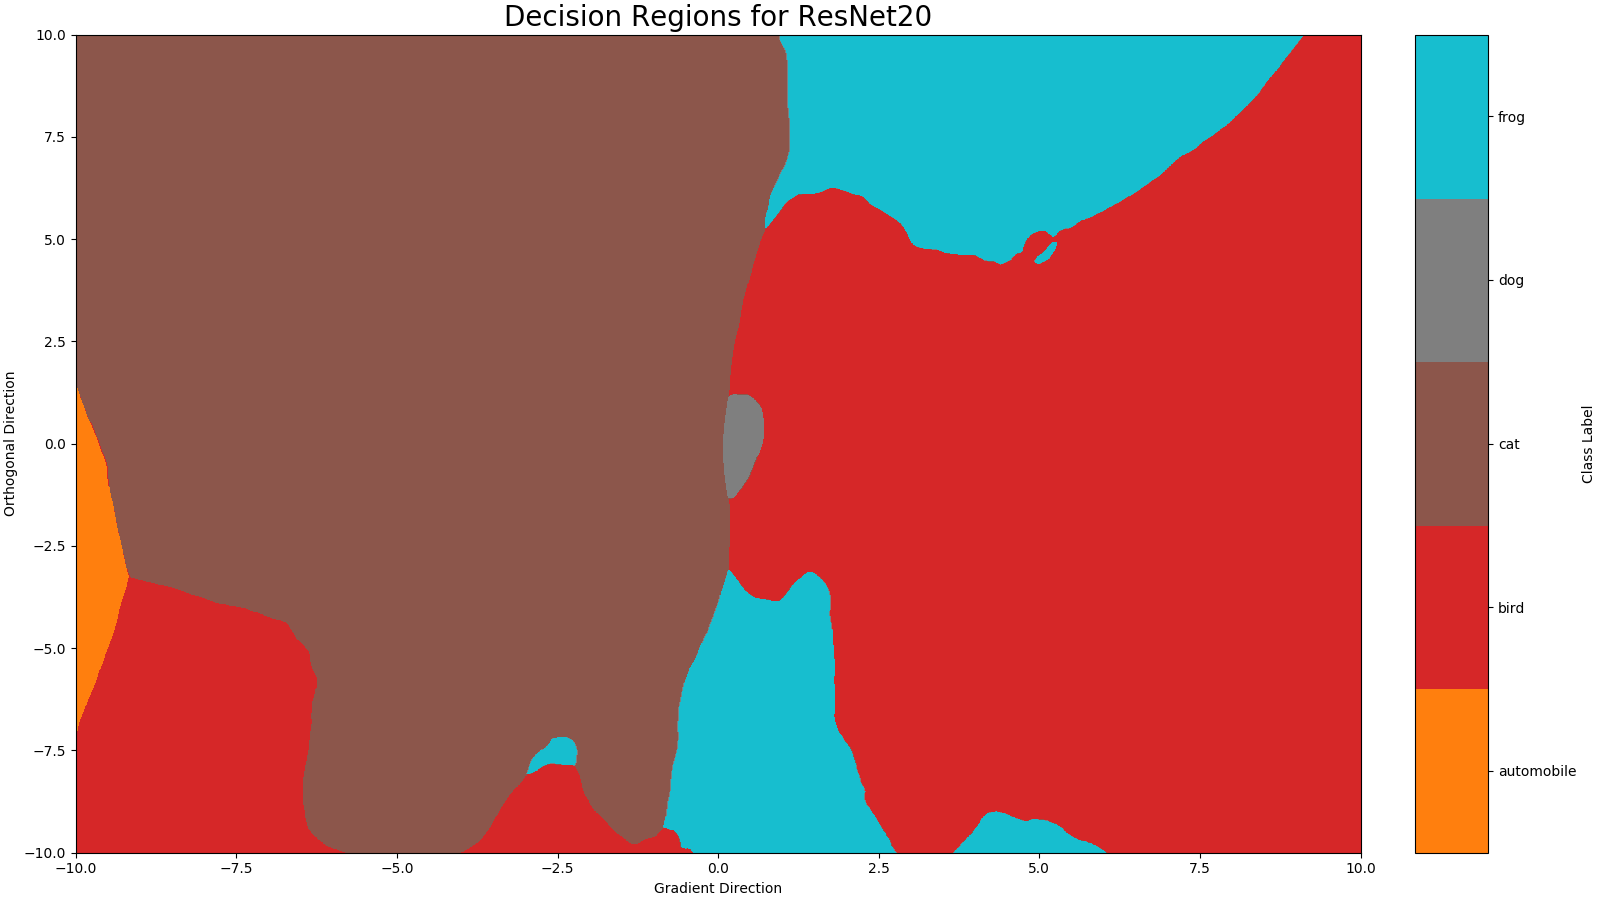 Decision Regions for ResNet20
10.0
7.5
5.0
2.5
0.0
−2.5
−5.0
−7.5
−10.0
Orthogonal Direction
−10.0 −7.5 −5.0 −2.5 0.0 2.5 5.0 7.5 10.0
Gradient Direction
frog
dog
cat
bird
automobile
Class Label